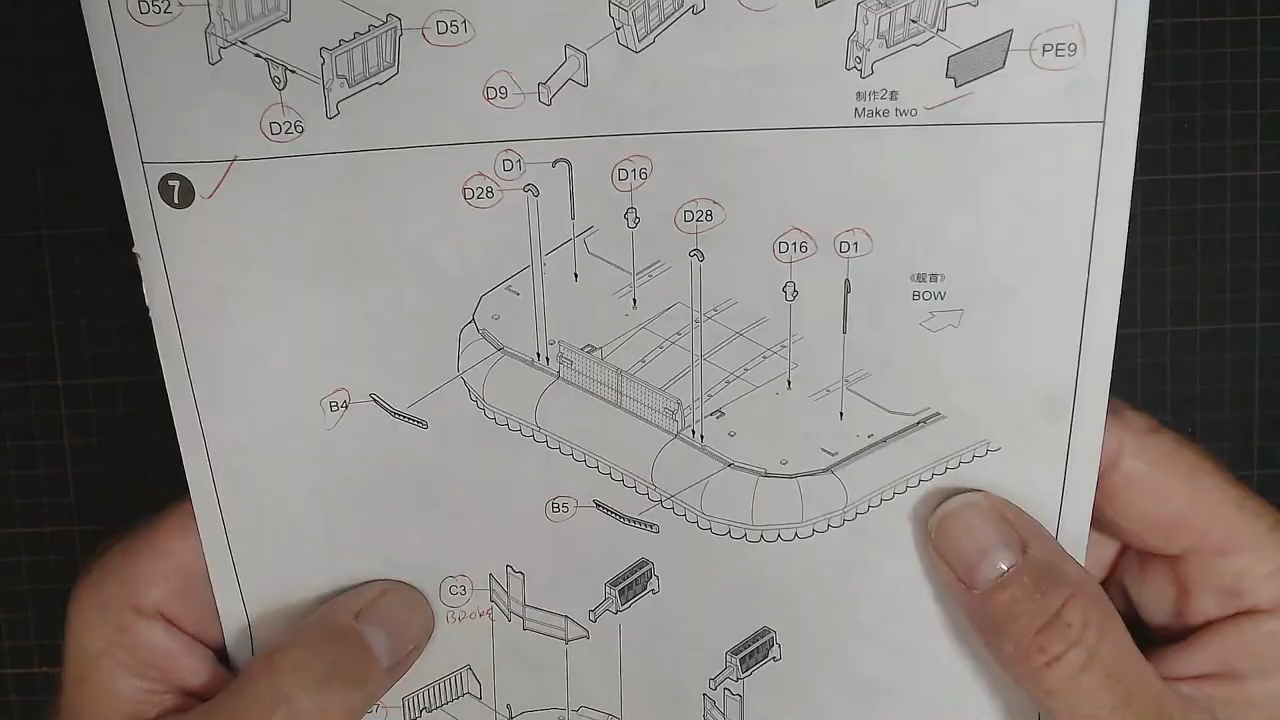 D52
D51
D9
D26
PE9
制作2套
Make two
7
D1
D16
D28
D28
D16
D1
《舰首》
BOW
B4
B5
C3
BROKE